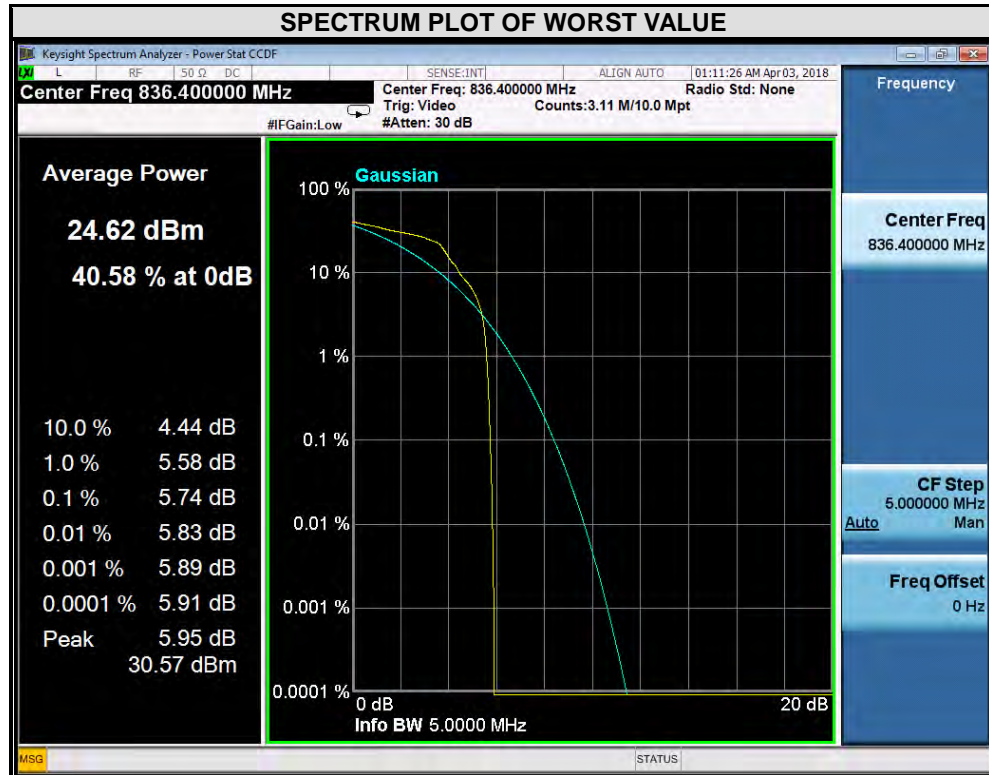 SPECTRUM PLOT OF WORST VALUE
Keysight Spectrum Analyzer - Power Stat CCDF
LXI L RF 50 Ω DC SENSE:INT ALIGN AUTO 01:11:26 AM Apr 03, 2018
Center Freq 836.400000 MHz
Center Freq: 836.400000 MHz Radio Std: None
Trig: Video Counts:3.11 M/10.0 Mpt
#IFGain:Low #Atten: 30 dB
Average Power
24.62 dBm
40.58 % at 0dB
10.0 % 4.44 dB
1.0 % 5.58 dB
0.1 % 5.74 dB
0.01 % 5.83 dB
0.001 % 5.89 dB
0.0001 % 5.91 dB
Peak 5.95 dB
30.57 dBm
Gaussian
100 %
10 %
1 %
0.1 %
0.01 %
0.001 %
0.0001 %
0 dB 20 dB
Info BW 5.0000 MHz
Frequency
Center Freq
836.400000 MHz
CF Step
5.000000 MHz
Auto Man
Freq Offset
0 Hz
MSG STATUS